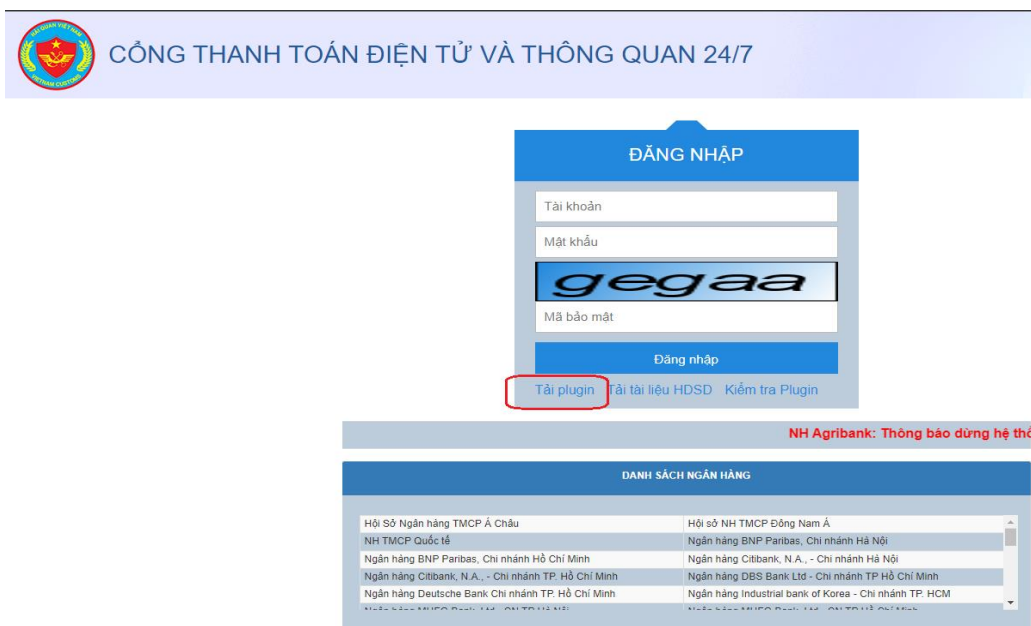 HẢI QUAN VIỆT NAM
VIETNAM CUSTOMS
CỔNG THANH TOÁN ĐIỆN TỬ VÀ THÔNG QUAN 24/7
ĐĂNG NHẬP
Tài khoản
Mật khẩu
gegaa
Mã bảo mật
Đăng nhập
Tải plugin Tải tài liệu HDSD Kiểm tra Plugin
NH Agribank: Thông báo dừng hệ
DANH SÁCH NGÂN HÀNG
Hội Sở Ngân hàng TMCP Á Châu Hội sở NH TMCP Đông Nam Á
NH TMCP Quốc tế Ngân hàng BNP Paribas, Chi nhánh Hà Nội
Ngân hàng BNP Paribas, Chi nhánh Hồ Chí Minh Ngân hàng Citibank, N.A., - Chi nhánh Hà Nội
Ngân hàng Citibank, N.A., - Chi nhánh TP. Hồ Chí Minh Ngân hàng DBS Bank Ltd - Chi nhánh TP Hồ Chí Minh
Ngân hàng Deutsche Bank Chi nhánh TP. Hồ Chí Minh Ngân hàng Industrial bank of Korea - Chi nhánh TP. HCM